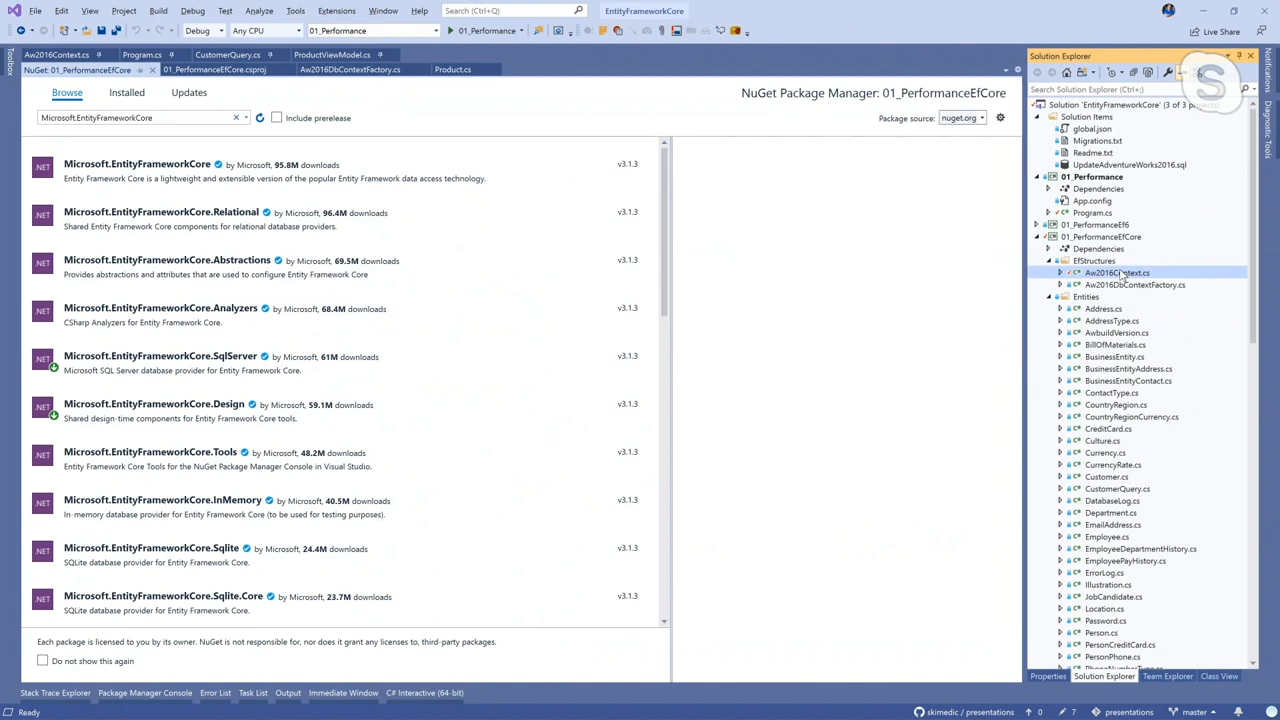 File Edit View Project Build Debug Test Analyze Tools Extensions Window Help Search (Ctrl+Q) EntityFrameworkCore
Debug Any CPU 01_Performance 01_Performance Live Share
Aw2016Context.cs Program.cs CustomerQuery.cs ProductViewModel.cs
NuGet: 01_PerformanceEfCore 01_PerformanceEfCore.csproj Aw2016DbContextFactory.cs Product.cs
Toolbox
Browse Installed Updates
NuGet Package Manager: 01_PerformanceEfCore
Microsoft.EntityFrameworkCore
Include prerelease
Package source: nuget.org
.NET
Microsoft.EntityFrameworkCore by Microsoft, 95.8M downloads v3.1.3
Entity Framework Core is a lightweight and extensible version of the popular Entity Framework data access technology.
.NET
Microsoft.EntityFrameworkCore.Relational by Microsoft, 96.4M downloads v3.1.3
Shared Entity Framework Core components for relational database providers.
.NET
Microsoft.EntityFrameworkCore.Abstractions by Microsoft, 69.5M downloads v3.1.3
Provides abstractions and attributes that are used to configure Entity Framework Core
.NET
Microsoft.EntityFrameworkCore.Analyzers by Microsoft, 68.4M downloads v3.1.3
CSharp Analyzers for Entity Framework Core.
.NET
Microsoft.EntityFrameworkCore.SqlServer by Microsoft, 61M downloads v3.1.3
Microsoft SQL Server database provider for Entity Framework Core.
.NET
Microsoft.EntityFrameworkCore.Design by Microsoft, 59.1M downloads v3.1.3
Shared design-time components for Entity Framework Core tools.
.NET
Microsoft.EntityFrameworkCore.Tools by Microsoft, 48.2M downloads v3.1.3
Entity Framework Core Tools for the NuGet Package Manager Console in Visual Studio.
.NET
Microsoft.EntityFrameworkCore.InMemory by Microsoft, 40.5M downloads v3.1.3
In-memory database provider for Entity Framework Core (to be used for testing purposes).
.NET
Microsoft.EntityFrameworkCore.Sqlite by Microsoft, 24.4M downloads v3.1.3
SQLite database provider for Entity Framework Core.
.NET
Microsoft.EntityFrameworkCore.Sqlite.Core by Microsoft, 23.7M downloads v3.1.3
SQLite database provider for Entity Framework Core.
Each package is licensed to you by its owner. NuGet is not responsible for, nor does it grant any licenses to, third-party packages.
Do not show this again
Solution Explorer
Search Solution Explorer (Ctrl+;)
Solution 'EntityFrameworkCore' (3 of 3 projects)
Solution Items
global.json
Migrations.txt
Readme.txt
UpdateAdventureWorks2016.sql
01_Performance
Dependencies
App.config
Program.cs
01_PerformanceEf6
01_PerformanceEfCore
Dependencies
EfStructures
Aw2016Context.cs
Aw2016DbContextFactory.cs
Entities
Address.cs
AddressType.cs
AwbuildVersion.cs
BillOfMaterials.cs
BusinessEntity.cs
BusinessEntityAddress.cs
BusinessEntityContact.cs
ContactType.cs
CountryRegion.cs
CountryRegionCurrency.cs
CreditCard.cs
Culture.cs
Currency.cs
CurrencyRate.cs
Customer.cs
CustomerQuery.cs
DatabaseLog.cs
Department.cs
EmailAddress.cs
Employee.cs
EmployeeDepartmentHistory.cs
EmployeePayHistory.cs
ErrorLog.cs
Illustration.cs
JobCandidate.cs
Location.cs
Password.cs
Person.cs
PersonCreditCard.cs
PersonPhone.cs
PhoneNumberType.cs
Notifications
Diagnostic Tools
Properties Solution Explorer Team Explorer Class View
Stack Trace Explorer Package Manager Console Error List Task List Output Immediate Window C# Interactive (64-bit)
Ready skimedic / presentations 0 7 presentations master